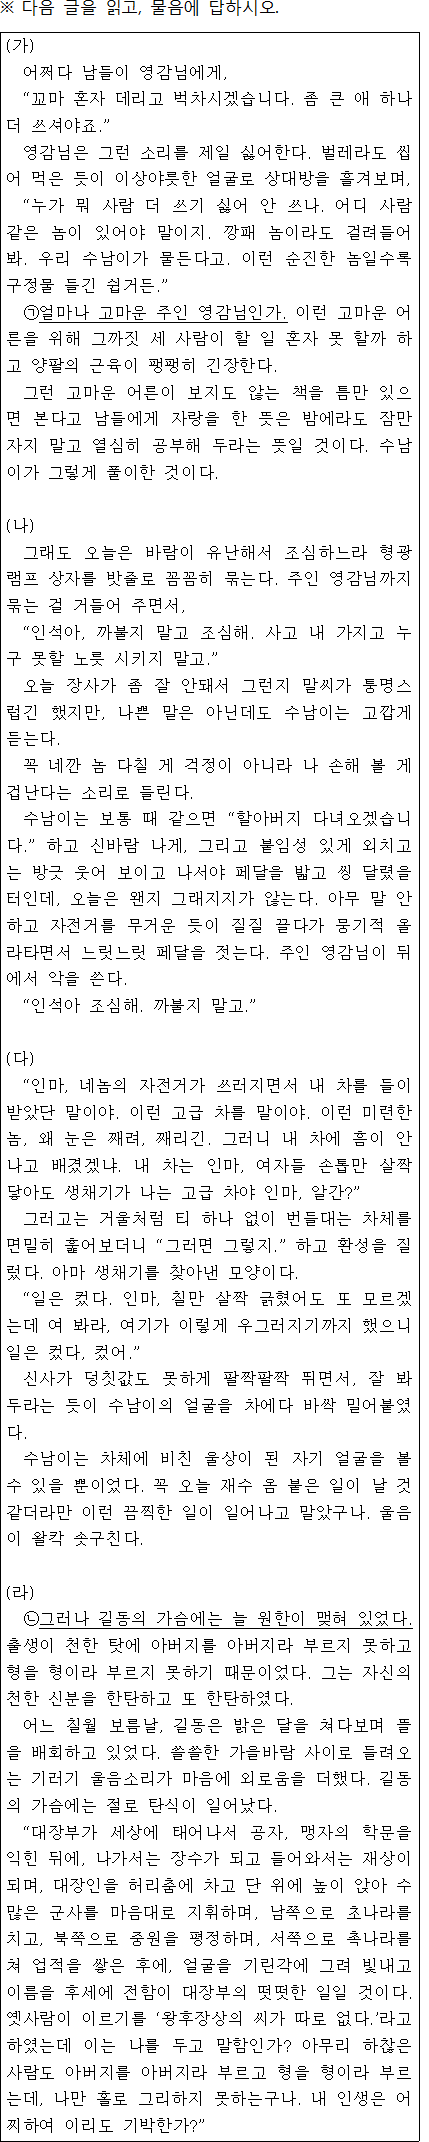 ※ 다음 글을 읽고, 물음에 답하시오.
(가)
어쩌다 남들이 영감님에게,
“꼬마 혼자 데리고 벅차시겠습니다. 좀 큰 애 하나
더 쓰셔야죠.”
영감님은 그런 소리를 제일 싫어한다. 벌레라도 씹
어 먹은 듯이 이상야릇한 얼굴로 상대방을 흘겨보며,
“누가 뭐 사람 더 쓰기 싫어 안 쓰나. 어디 사람
같은 놈이 있어야 말이지. 깡패 놈이라도 걸려들어
봐. 우리 수남이가 물든다고. 이런 순진한 놈일수록
구정물 들긴 쉽거든.”
㉠얼마나 고마운 주인 영감님인가. 이런 고마운 어
른을 위해 그까짓 세 사람이 할 일 혼자 못 할까 하
고 양팔의 근육이 팽팽히 긴장한다.
그런 고마운 어른이 보지도 않는 책을 틈만 있으
면 본다고 남들에게 자랑을 한 뜻은 밤에라도 잠만
자지 말고 열심히 공부해 두라는 뜻일 것이다. 수남
이가 그렇게 풀이한 것이다.
(나)
그래도 오늘은 바람이 유난해서 조심하느라 형광
램프 상자를 밧줄로 꼼꼼히 묶는다. 주인 영감님까지
묶는 걸 거들어 주면서,
“인석아, 까불지 말고 조심해. 사고 내 가지고 누
구 못할 노릇 시키지 말고.”
오늘 장사가 좀 잘 안돼서 그런지 말씨가 퉁명스
럽긴 했지만, 나쁜 말은 아닌데도 수남이는 고깝게
듣는다.
꼭 네깐 놈 다칠 게 걱정이 아니라 나 손해 볼 게
겁난다는 소리로 들린다.
수남이는 보통 때 같으면 “할아버지 다녀오겠습니
다.” 하고 신바람 나게, 그리고 붙임성 있게 외치고
는 방긋 웃어 보이고 나서야 페달을 밟고 씽 달렸을
터인데, 오늘은 왠지 그래지지가 않는다. 아무 말 안
하고 자전거를 무거운 듯이 질질 끌다가 뭉기적 올
라타면서 느릿느릿 페달을 젓는다. 주인 영감님이 뒤
에서 악을 쓴다.
“인석아 조심해. 까불지 말고.”
(다)
“인마, 네놈의 자전거가 쓰러지면서 내 차를 들이
받았단 말이야. 이런 고급 차를 말이야. 이런 미련한
놈, 왜 눈은 째려, 째리긴. 그러니 내 차에 흠이 안
나고 배겼겠냐. 내 차는 인마, 여자들 손톱만 살짝
닿아도 생채기가 나는 고급 차야 인마, 알간?”
그러고는 거울처럼 티 하나 없이 번들대는 차체를
면밀히 훑어보더니 “그러면 그렇지.” 하고 환성을 질
렀다. 아마 생채기를 찾아낸 모양이다.
“일은 컸다. 인마, 칠만 살짝 긁혔어도 또 모르겠
는데 여 봐라, 여기가 이렇게 우그러지기까지 했으니
일은 컸다, 컸어.”
신사가 덩칫값도 못하게 팔짝팔짝 뛰면서, 잘 봐
두라는 듯이 수남이의 얼굴을 차에다 바싹 밀어붙였
다.
수남이는 차체에 비친 울상이 된 자기 얼굴을 볼
수 있을 뿐이었다. 꼭 오늘 재수 옴 붙은 일이 날 것
같더라만 이런 끔찍한 일이 일어나고 말았구나. 울음
이 왈칵 솟구친다.
(라)
㉡그러나 길동의 가슴에는 늘 원한이 맺혀 있었다.
출생이 천한 탓에 아버지를 아버지라 부르지 못하고
형을 형이라 부르지 못하기 때문이었다. 그는 자신의
천한 신분을 한탄하고 또 한탄하였다.
어느 칠월 보름날, 길동은 밝은 달을 쳐다보며 뜰
을 배회하고 있었다. 쓸쓸한 가을바람 사이로 들려오
는 기러기 울음소리가 마음에 외로움을 더했다. 길동
의 가슴에는 절로 탄식이 일어났다.
“대장부가 세상에 태어나서 공자, 맹자의 학문을
익힌 뒤에, 나가서는 장수가 되고 들어와서는 재상이
되며, 대장인을 허리춤에 차고 단 위에 높이 앉아 수
많은 군사를 마음대로 지휘하며, 남쪽으로 초나라를
치고, 북쪽으로 중원을 평정하며, 서쪽으로 촉나라를
쳐 업적을 쌓은 후에, 얼굴을 기린각에 그려 빛내고
이름을 후세에 전함이 대장부의 떳떳한 일일 것이다.
옛사람이 이르기를 ‘왕후장상의 씨가 따로 없다.’라고
하였는데 이는 나를 두고 말함인가? 아무리 하찮은
사람도 아버지를 아버지라 부르고 형을 형이라 부르
는데, 나만 홀로 그리하지 못하는구나. 내 인생은 어
찌하여 이리도 기박한가?”